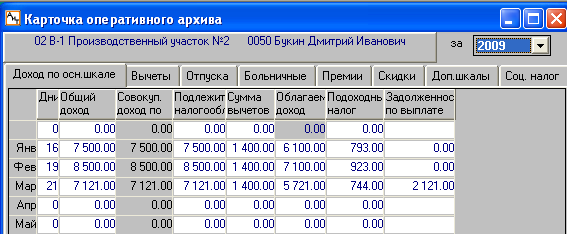 Карточка оперативного архива
02 В-1 Производственный участок №2 0050 Букин Дмитрий Иванович за 2009
Доход по осн.шкале Вычеты Отпуска Больничные Премии Скидки Доп.шкалы Соц. налог
Дни Общий Совокуп. Подлежит Сумма Облагаем Подоходнь Задолженнос
доход доход по налогообл вычетов доход налог по выплате
0 0.00 0.00 0.00 0.00 0.00 0.00 0.00
Янв 16 7 500.00 7 500.00 7 500.00 1 400.00 6 100.00 793.00 0.00
Фев 19 8 500.00 8 500.00 8 500.00 1 400.00 7 100.00 923.00 0.00
Мар 21 7 121.00 7 121.00 7 121.00 1 400.00 5 721.00 744.00 2 121.00
Апр 0 0.00 0.00 0.00 0.00 0.00 0.00
Май 0 0.00 0.00 0.00 0.00 0.00 0.00